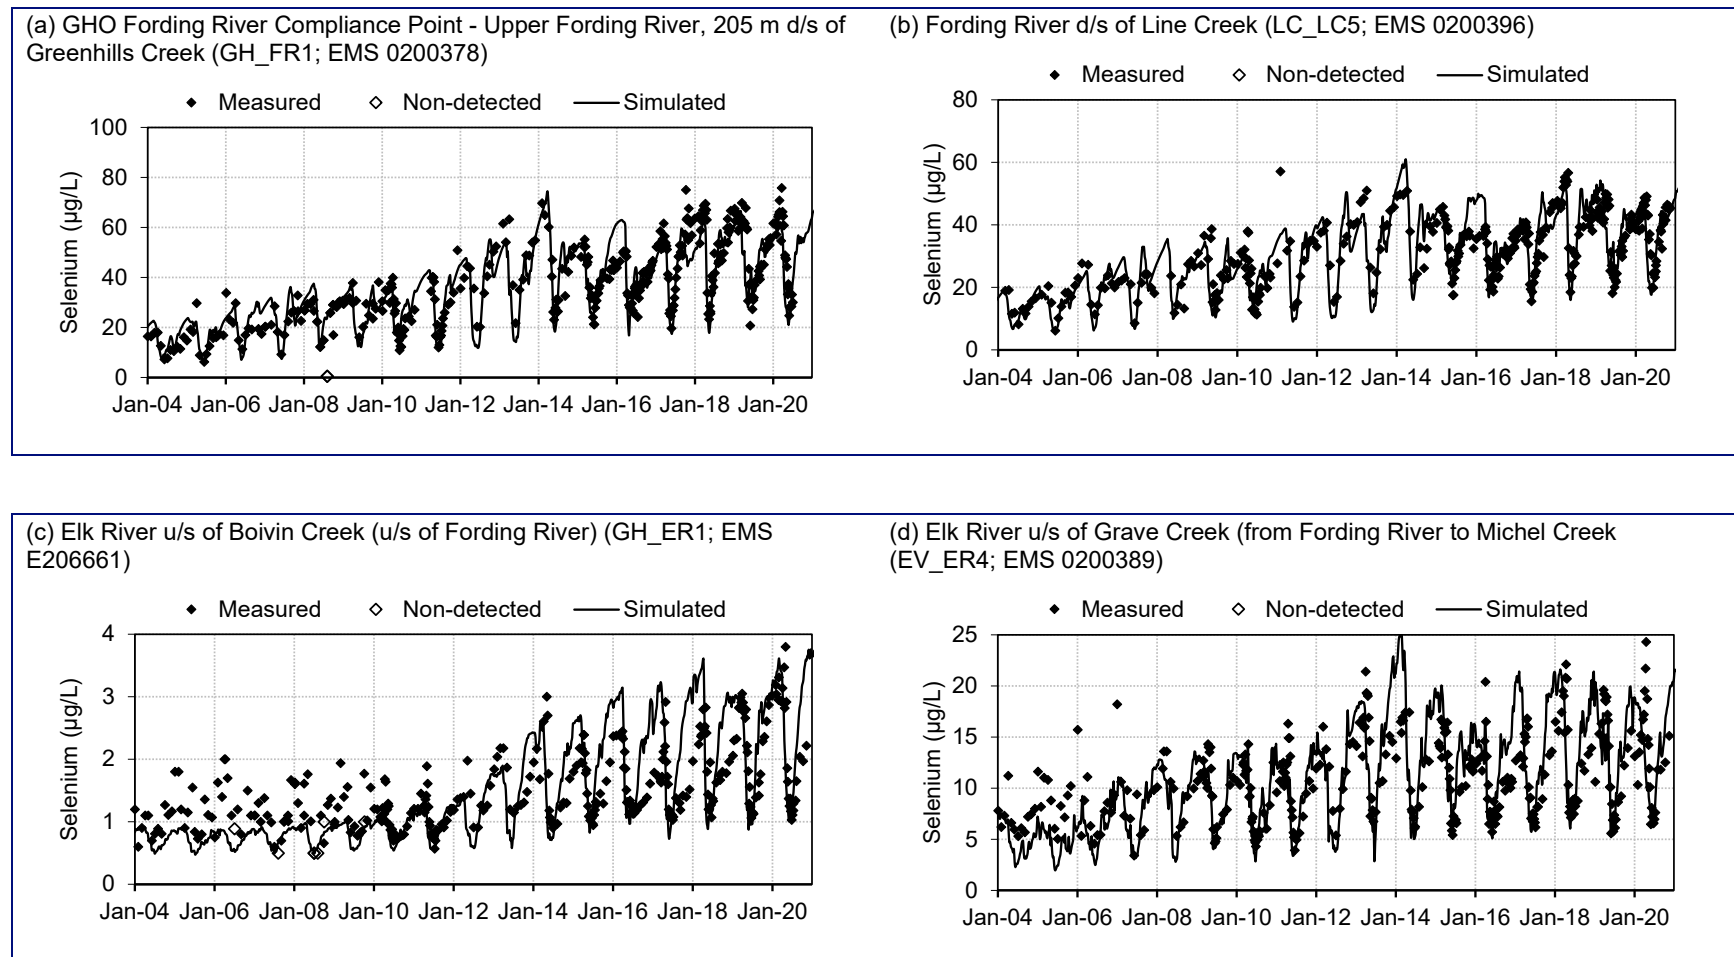 (a) GHO Fording River Compliance Point - Upper Fording River, 205 m d/s of
Greenhills Creek (GH_FR1; EMS 0200378)
Measured Non-detected Simulated
Selenium (µg/L)
100
80
60
40
20
0
Jan-04 Jan-06 Jan-08 Jan-10 Jan-12 Jan-14 Jan-16 Jan-18 Jan-20
(b) Fording River d/s of Line Creek (LC_LC5; EMS 0200396)
Measured Non-detected Simulated
Selenium (µg/L)
80
60
40
20
0
Jan-04 Jan-06 Jan-08 Jan-10 Jan-12 Jan-14 Jan-16 Jan-18 Jan-20
(c) Elk River u/s of Boivin Creek (u/s of Fording River) (GH_ER1; EMS
E206661)
Measured Non-detected Simulated
Selenium (µg/L)
4
3
2
1
0
Jan-04 Jan-06 Jan-08 Jan-10 Jan-12 Jan-14 Jan-16 Jan-18 Jan-20
(d) Elk River u/s of Grave Creek (from Fording River to Michel Creek
(EV_ER4; EMS 0200389)
Measured Non-detected Simulated
Selenium (µg/L)
25
20
15
10
5
0
Jan-04 Jan-06 Jan-08 Jan-10 Jan-12 Jan-14 Jan-16 Jan-18 Jan-20